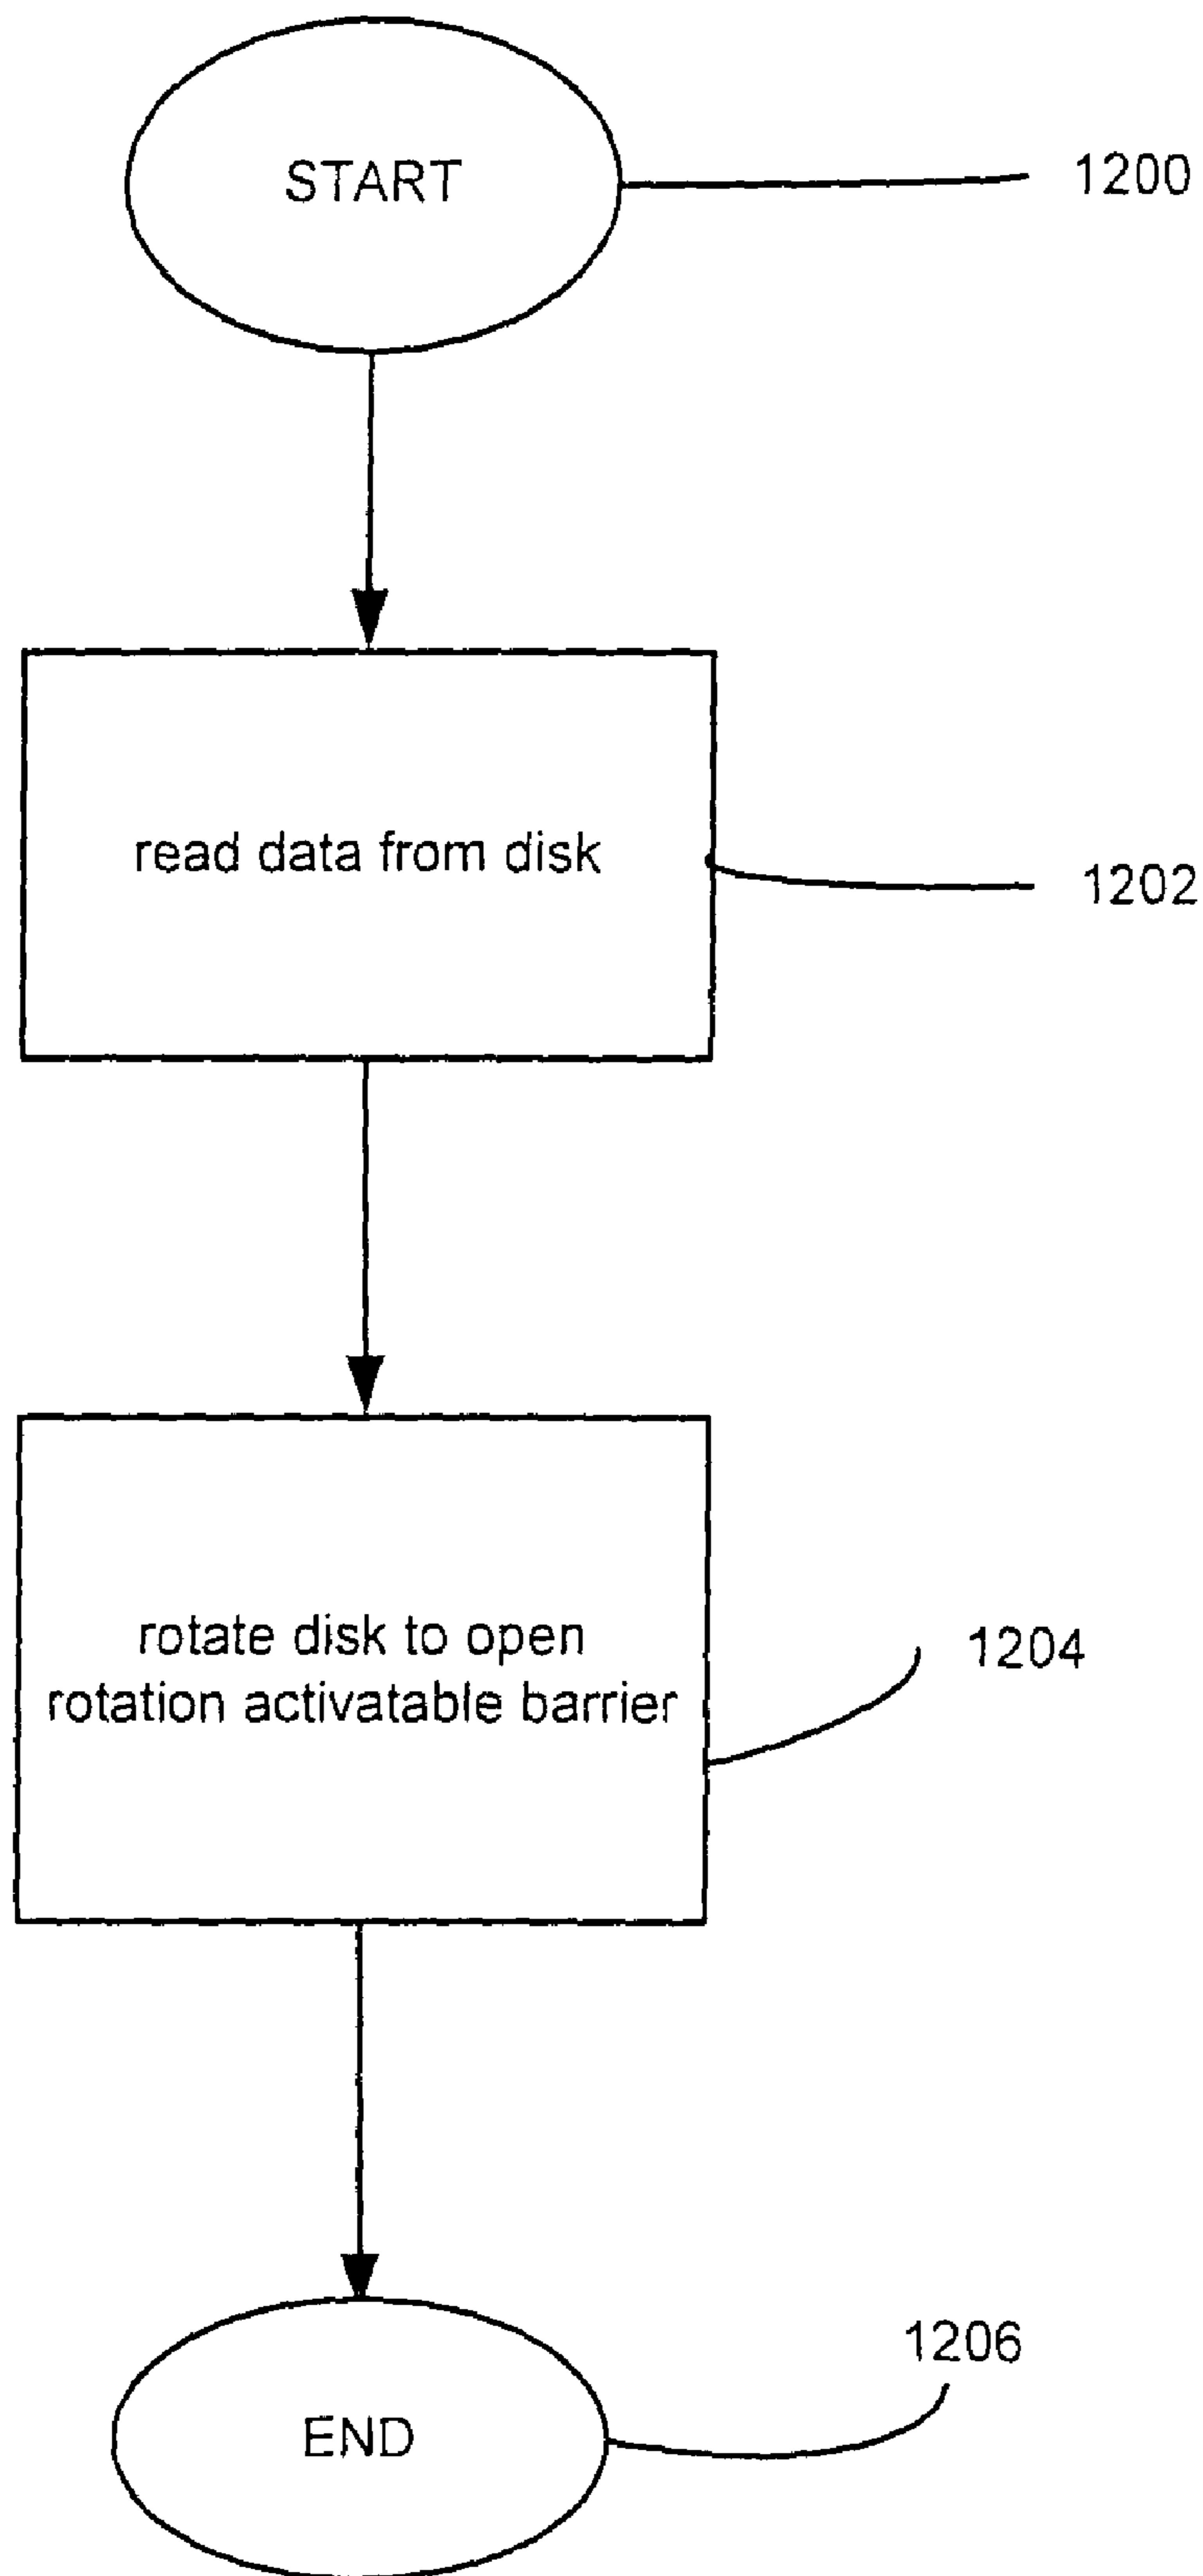 START
1200
read data from disk
1202
rotate disk to open
rotation activatable barrier
1204
END
1206